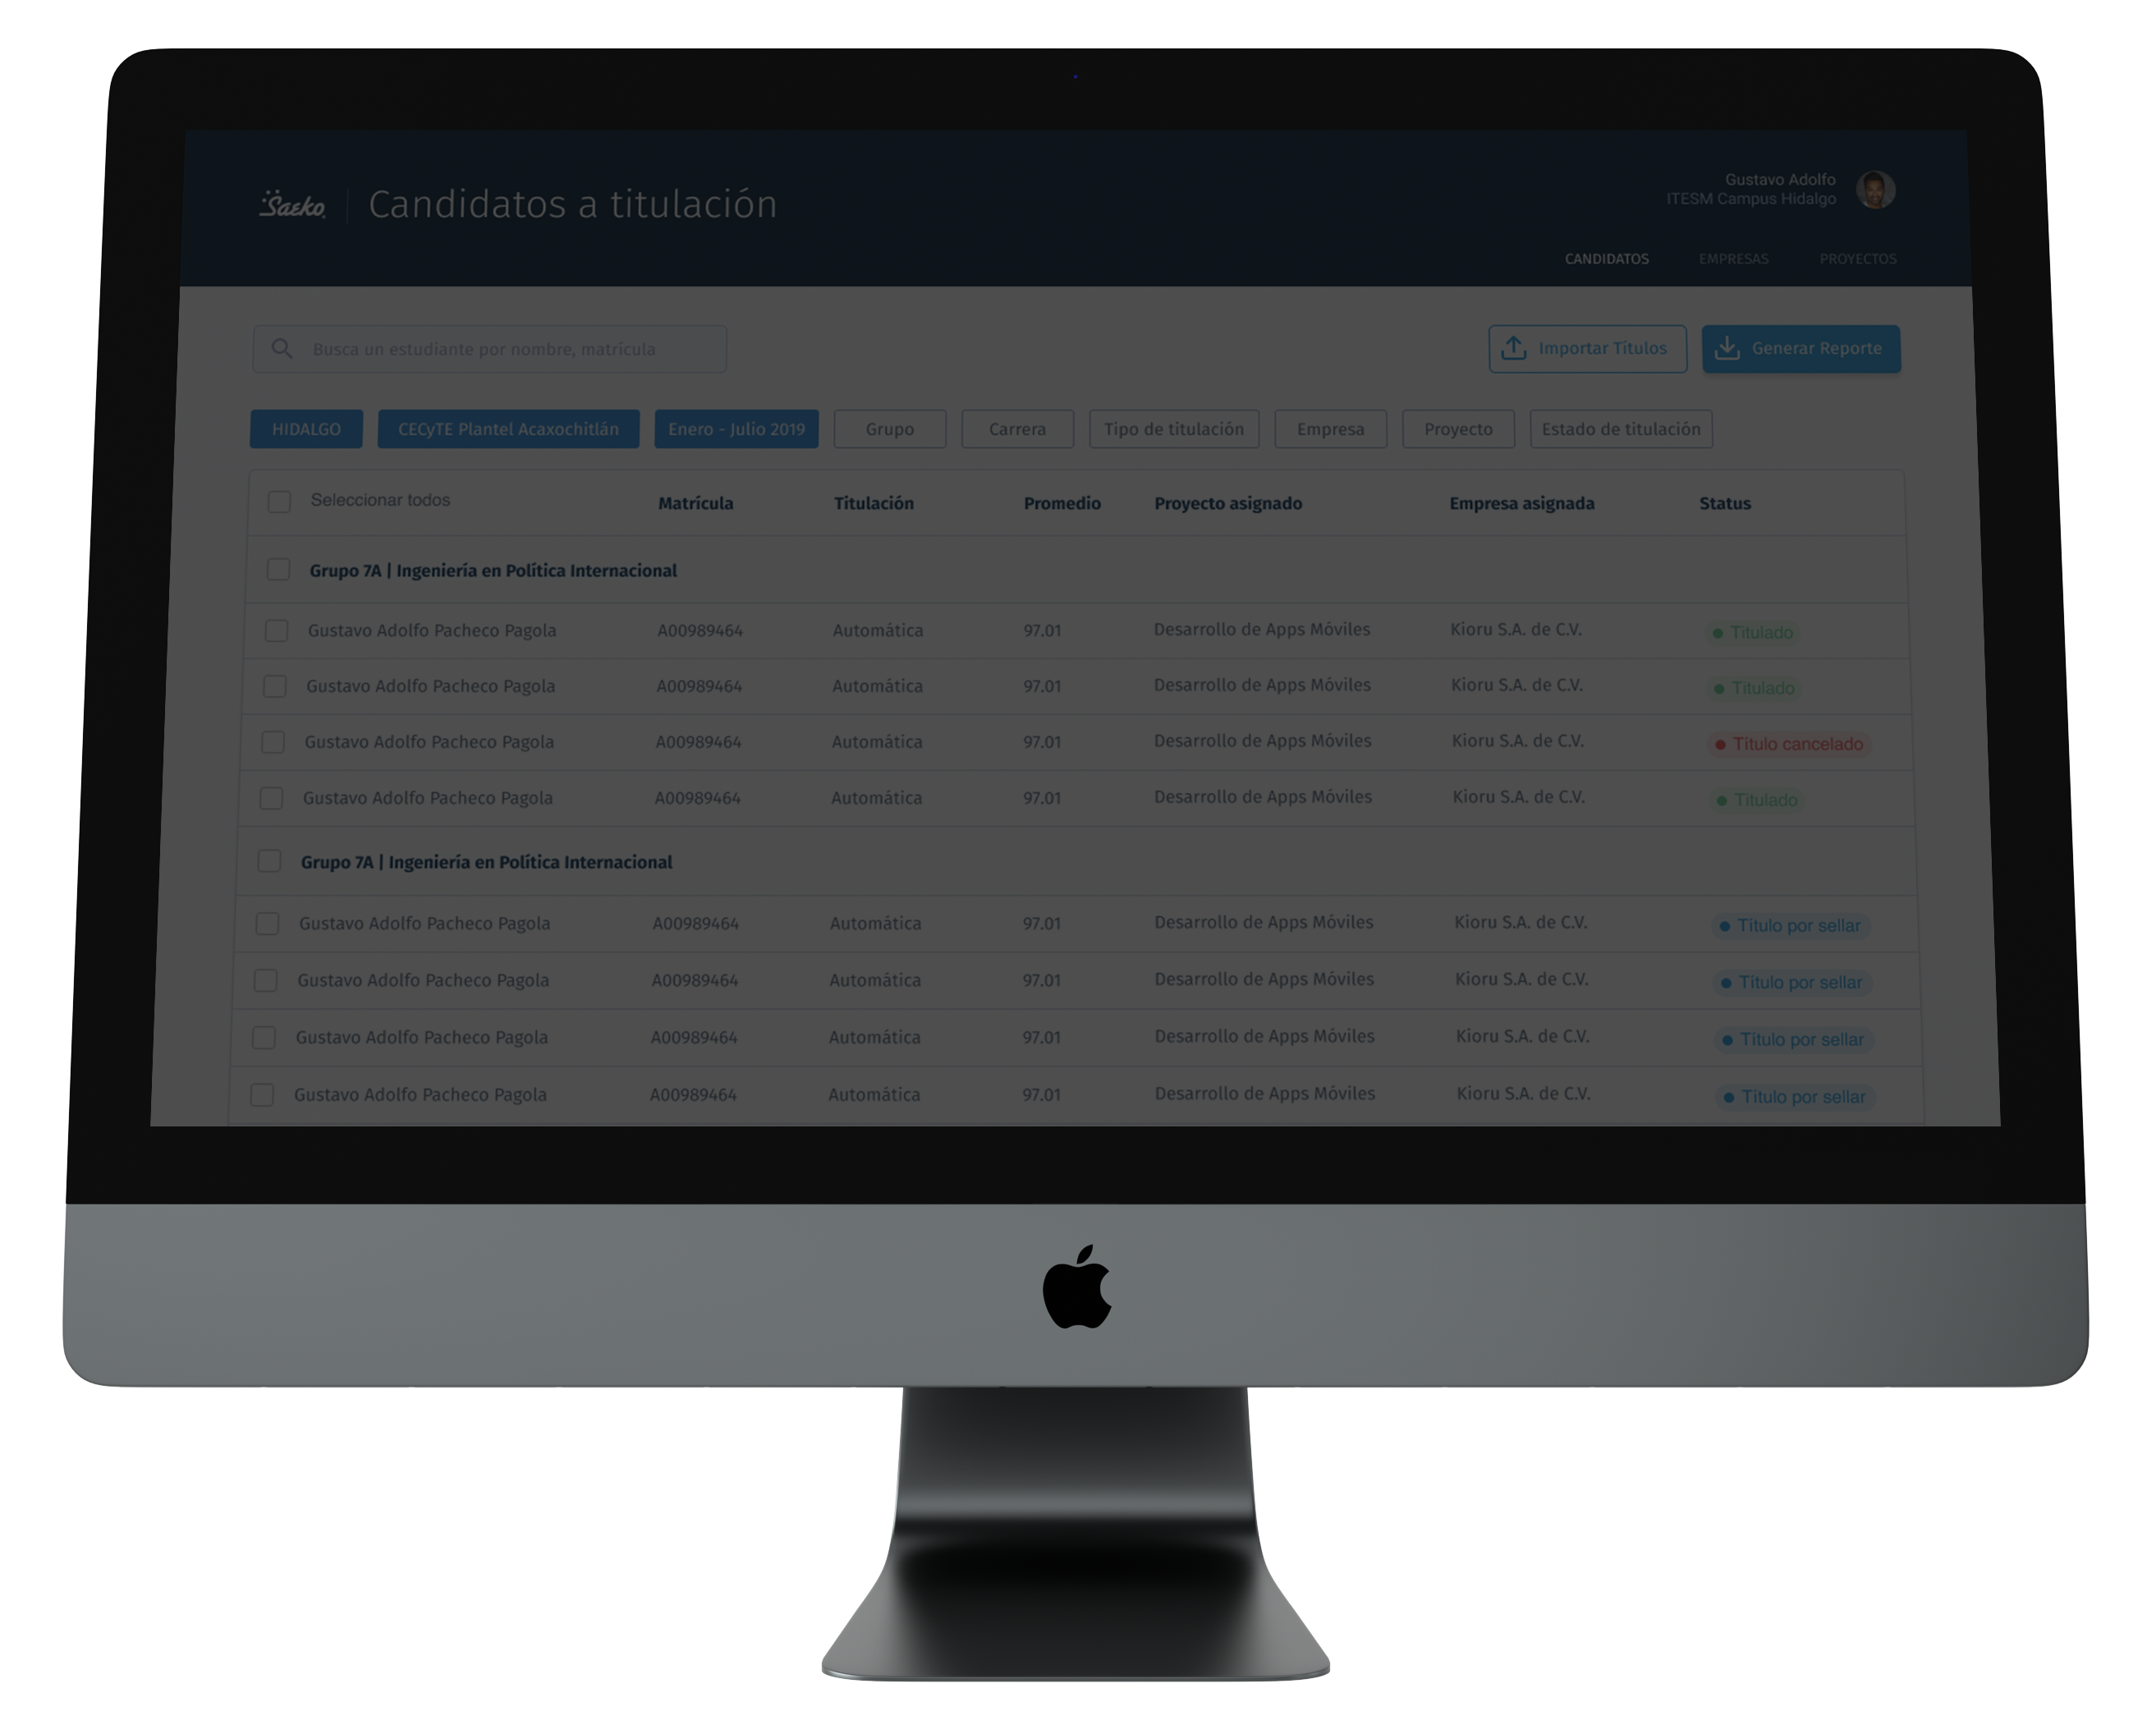 Saeko
Candidatos a titulación
Gustavo Adolfo
ITESM Campus Hidalgo
CANDIDATOS EMPRESAS PROYECTOS
Busca un estudiante por nombre, matricula
Importar Títulos
Generar Reporte
HIDALGO CECyTE Plantel Acaxochitlán Enero - Julio 2019 Grupo Carrera Tipo de titulación Empresa Proyecto Estado de titulación
Seleccionar todos Matrícula Titulación Promedio Proyecto asignado Empresa asignada Status
Grupo 7A | Ingeniería en Política Internacional
Gustavo Adolfo Pacheco Pagola A00989464 Automática 97.01 Desarrollo de Apps Móviles Kioru S.A. de C.V. Titulado
Gustavo Adolfo Pacheco Pagola A00989464 Automática 97.01 Desarrollo de Apps Móviles Kioru S.A. de C.V. Titulado
Gustavo Adolfo Pacheco Pagola A00989464 Automática 97.01 Desarrollo de Apps Móviles Kioru S.A. de C.V. Título cancelado
Gustavo Adolfo Pacheco Pagola A00989464 Automática 97.01 Desarrollo de Apps Móviles Kioru S.A. de C.V. Titulado
Grupo 7A | Ingeniería en Política Internacional
Gustavo Adolfo Pacheco Pagola A00989464 Automática 97.01 Desarrollo de Apps Móviles Kioru S.A. de C.V. Título por sellar
Gustavo Adolfo Pacheco Pagola A00989464 Automática 97.01 Desarrollo de Apps Móviles Kioru S.A. de C.V. Título por sellar
Gustavo Adolfo Pacheco Pagola A00989464 Automática 97.01 Desarrollo de Apps Móviles Kioru S.A. de C.V. Título por sellar
Gustavo Adolfo Pacheco Pagola A00989464 Automática 97.01 Desarrollo de Apps Móviles Kioru S.A. de C.V. Título por sellar